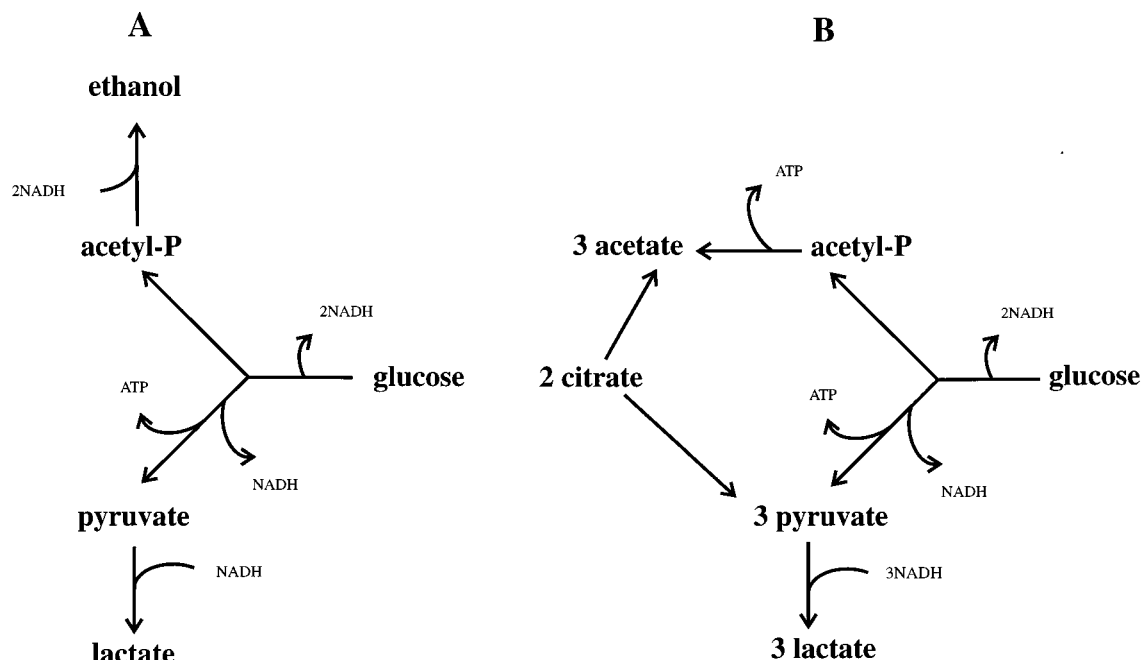 A
ethanol
2NADH
acetyl-P
2NADH
glucose
ATP
NADH
pyruvate
NADH
lactate
B
ATP
3 acetate
acetyl-P
2NADH
2 citrate
glucose
ATP
NADH
3 pyruvate
3NADH
3 lactate